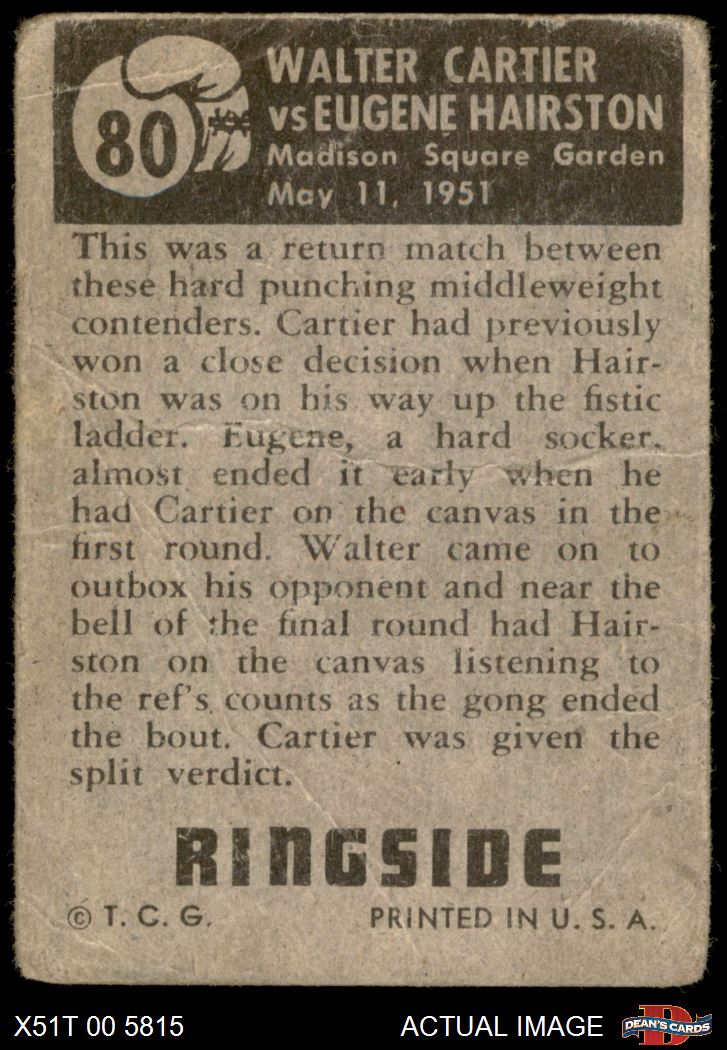 80
WALTER CARTIER
vs EUGENE HAIRSTON
Madison Square Garden
May 11, 1951
This was a return match between
these hard punching middleweight
contenders. Cartier had previously
won a close decision when Hair-
ston was on his way up the fistic
ladder. Eugene, a hard socker,
almost ended it early when he
had Cartier on the canvas in the
first round. Walter came on to
outbox his opponent and near the
bell of the final round had Hair-
ston on the canvas listening to
the ref's counts as the gong ended
the bout. Cartier was given the
split verdict.
RINGSIDE
© T. C. G. PRINTED IN U. S. A.
X51T 00 5815 ACTUAL IMAGE D DEAN'S CARDS